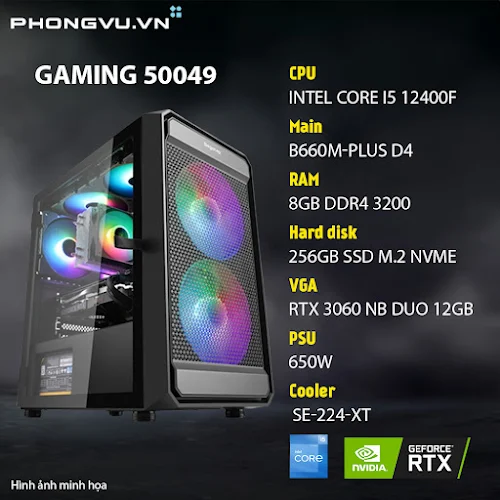 PHONGVU.VN
GAMING 50049
CPU
INTEL CORE I5 12400F
Main
B660M-PLUS D4
RAM
8GB DDR4 3200
Hard disk
256GB SSD M.2 NVME
VGA
RTX 3060 NB DUO 12GB
PSU
650W
Cooler
SE-224-XT
intel
CORE
NVIDIA.
GEFORCE
RTX
Hình ảnh minh họa